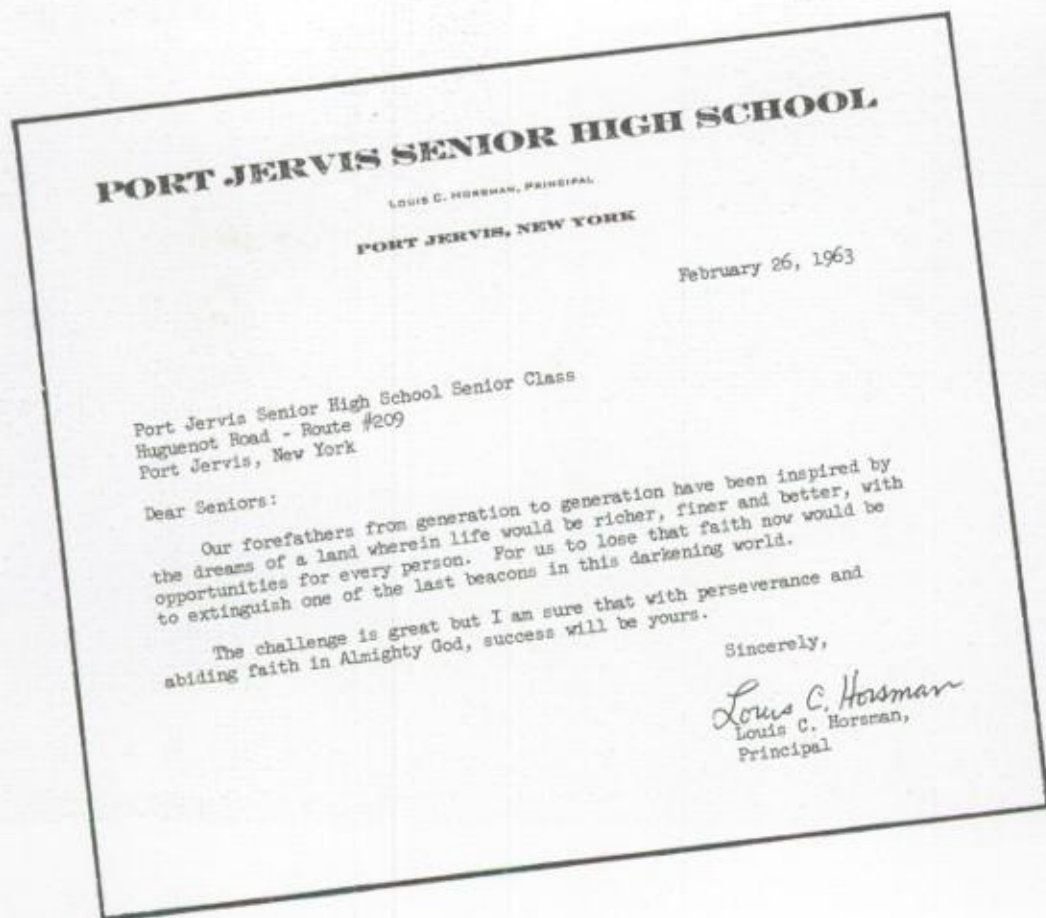 PORT JERVIS SENIOR HIGH SCHOOL
LOUIS C. HORSMAN, PRINCIPAL
PORT JERVIS, NEW YORK
February 26, 1963
Port Jervis Senior High School Senior Class
Huguenot Road - Route #209
Port Jervis, New York
Dear Seniors:
Our forefathers from generation to generation have been inspired by
the dreams of a land wherein life would be richer, finer and better, with
opportunities for every person. For us to lose that faith now would be
to extinguish one of the last beacons in this darkening world.
The challenge is great but I am sure that with perseverance and
abiding faith in Almighty God, success will be yours.
Sincerely,
Louis C. Horsman
Louis C. Horsman,
Principal